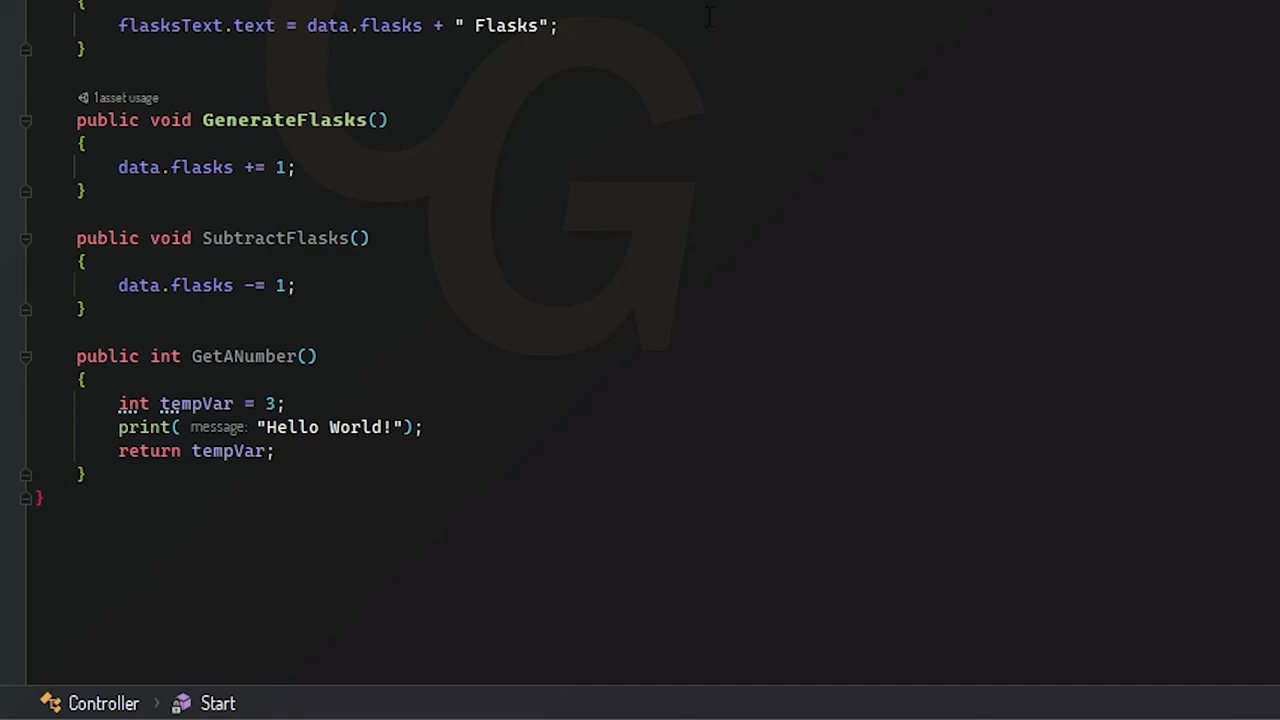 {
flasksText.text = data.flasks + " Flasks";
}
1 asset usage
public void GenerateFlasks()
{
data.flasks += 1;
}
public void SubtractFlasks()
{
data.flasks -= 1;
}
public int GetANumber()
{
int tempVar = 3;
print( message: "Hello World!");
return tempVar;
}
}
G
Controller > Start